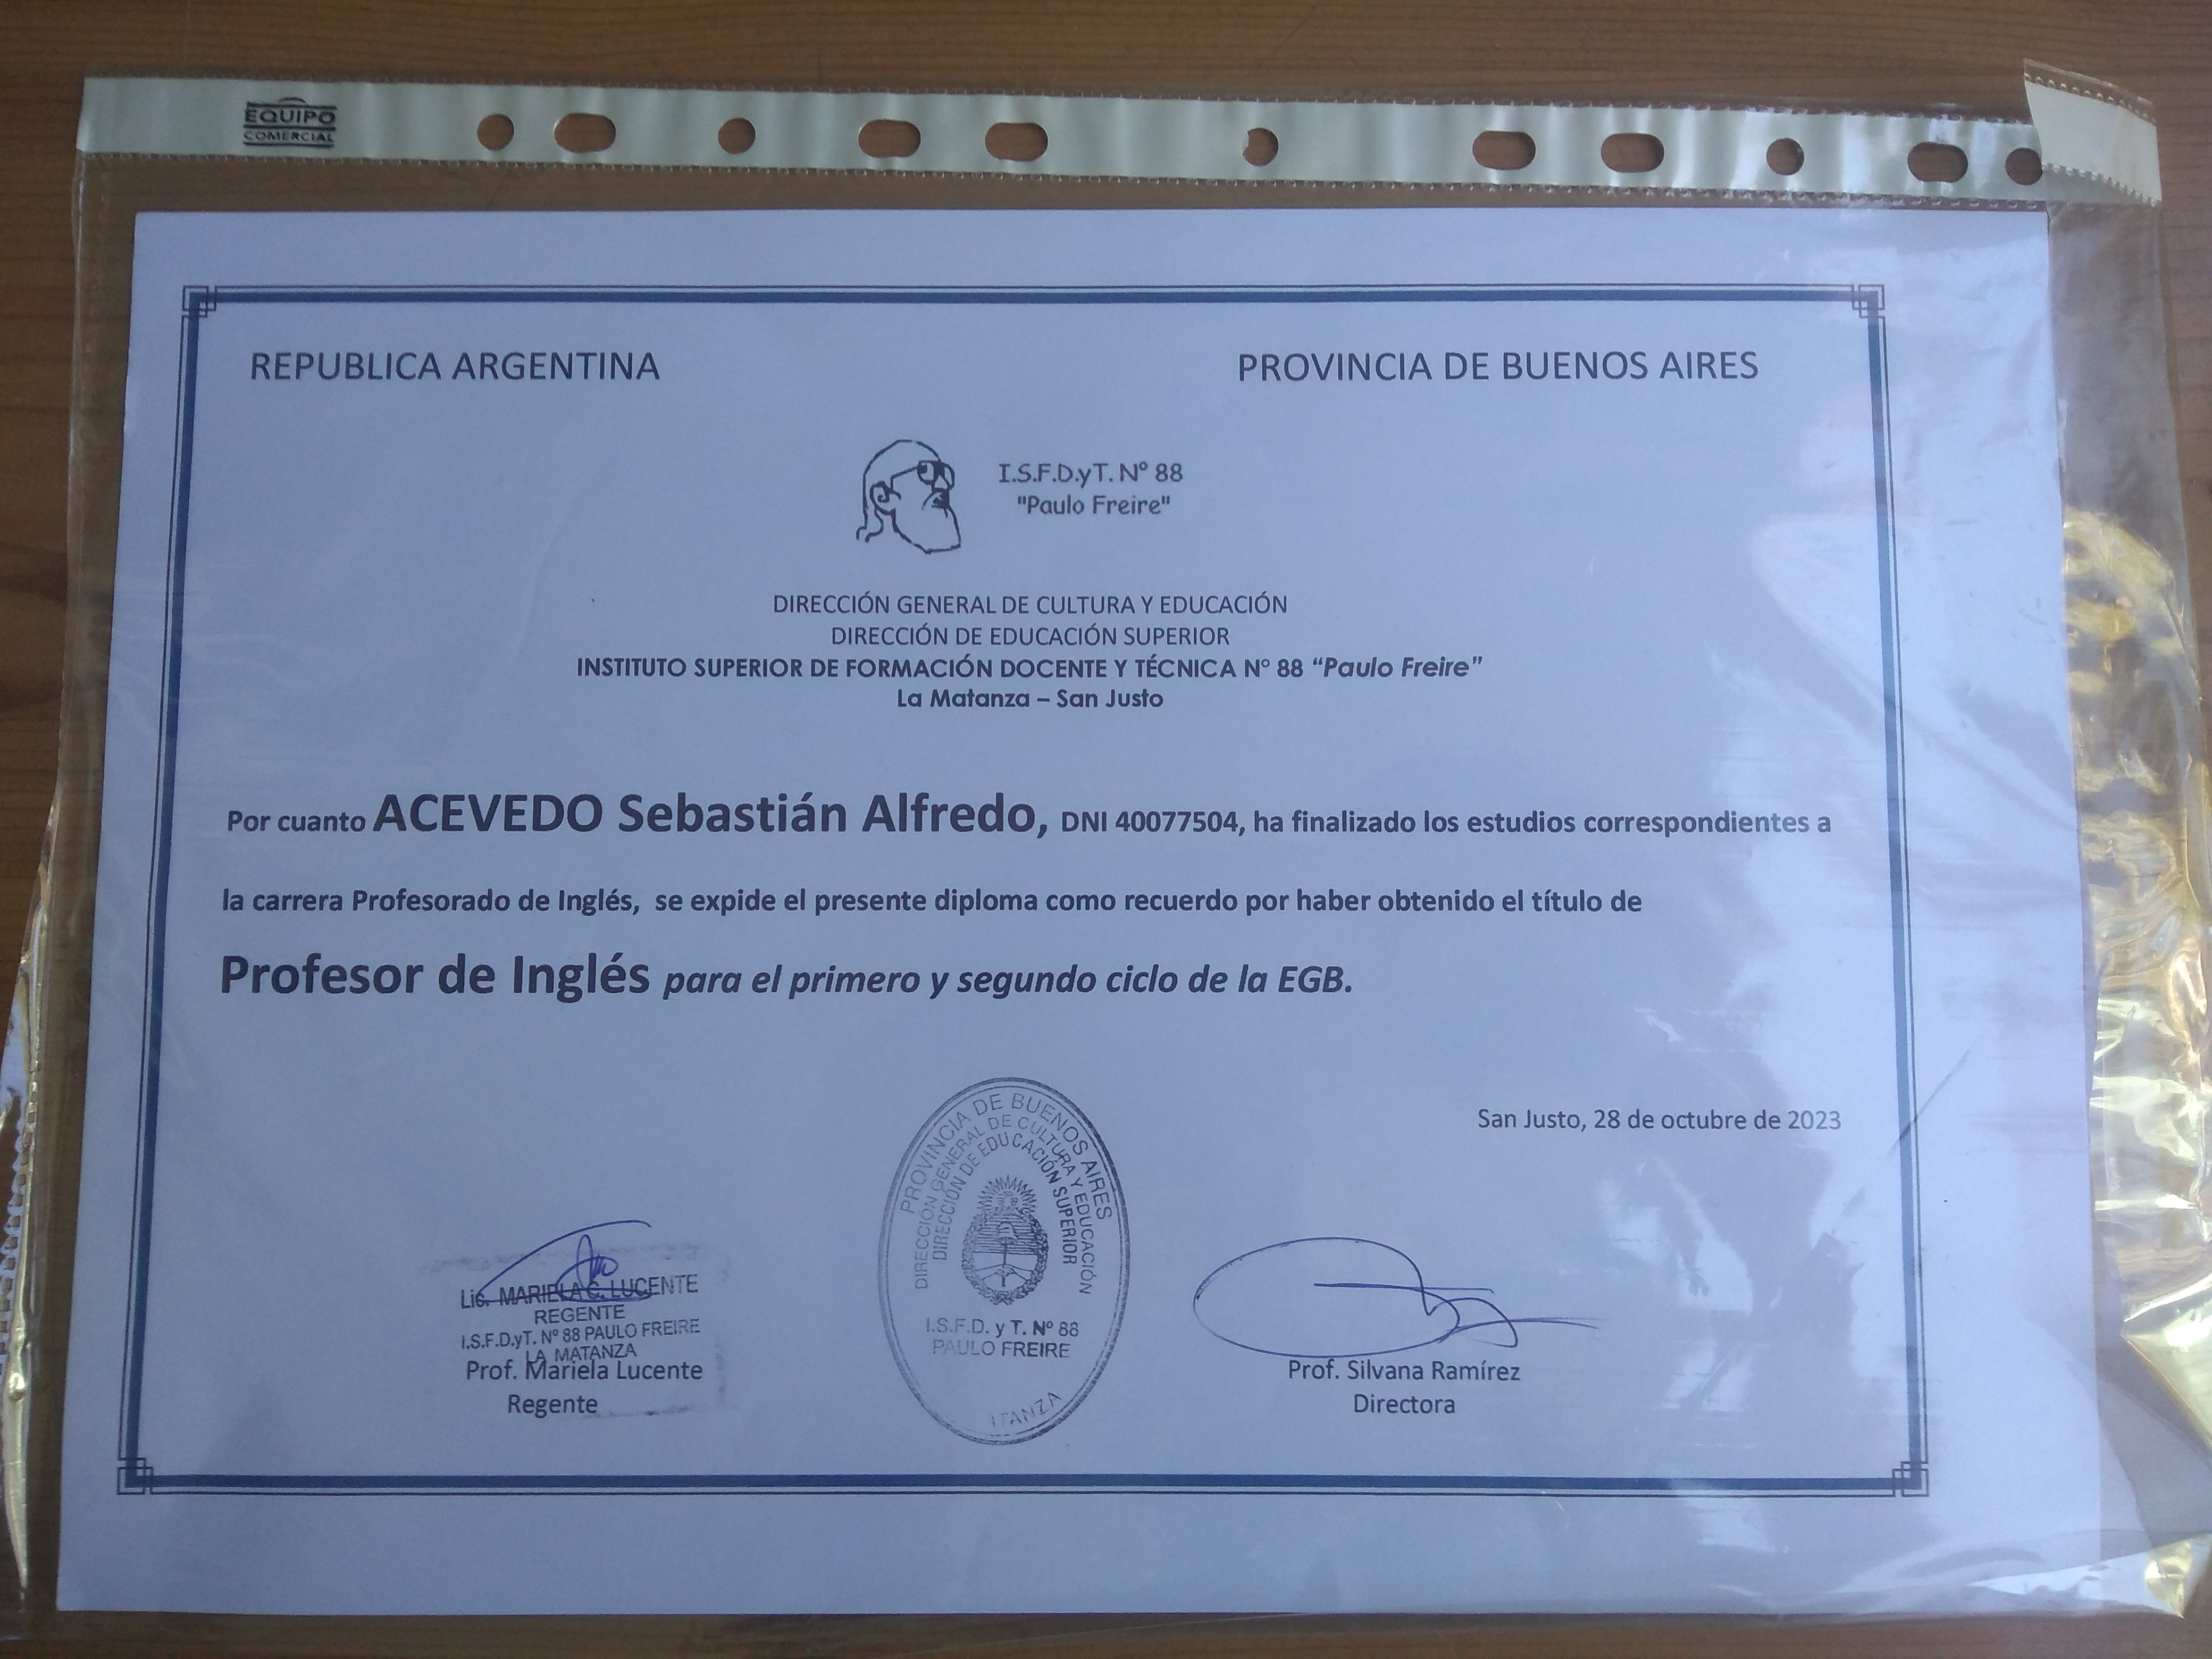 EQUIPO
COMERCIAL
REPUBLICA ARGENTINA
PROVINCIA DE BUENOS AIRES
I.S.F.D.yT. Nº 88
"Paulo Freire"
DIRECCIÓN GENERAL DE CULTURA Y EDUCACIÓN
DIRECCIÓN DE EDUCACIÓN SUPERIOR
INSTITUTO SUPERIOR DE FORMACIÓN DOCENTE Y TÉCNICA Nº 88 “Paulo Freire”
La Matanza – San Justo
Por cuanto ACEVEDO Sebastián Alfredo, DNI 40077504, ha finalizado los estudios correspondientes a
la carrera Profesorado de Inglés, se expide el presente diploma como recuerdo por haber obtenido el título de
Profesor de Inglés para el primero y segundo ciclo de la EGB.
San Justo, 28 de octubre de 2023
PROVINCIA DE BUENOS AIRES
DIRECCIÓN GENERAL DE CULTURA Y EDUCACIÓN
DIRECCIÓN DE EDUCACIÓN SUPERIOR
I.S.F.D. y T. Nº 88
PAULO FREIRE
Lic. MARIELA C. LUCENTE
REGENTE
I.S.F.D.yT. Nº 88 PAULO FREIRE
LA MATANZA
Prof. Mariela Lucente
Regente
Prof. Silvana Ramírez
Directora